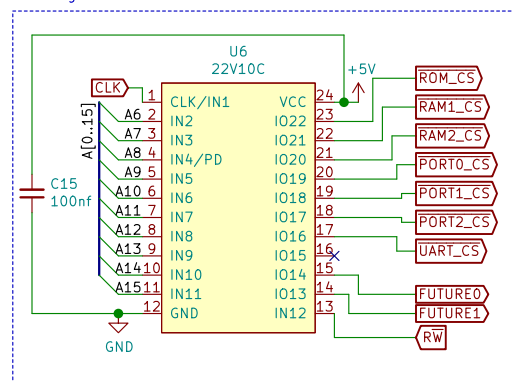 U6
22V10C
CLK
+5V
A[0..15]
C15
100nf
1 CLK/IN1 VCC 24
A6 2 IN2 IO22 23 ROM_CS
A7 3 IN3 IO21 22 RAM1_CS
A8 4 IN4/PD IO20 21 RAM2_CS
A9 5 IN5 IO19 20 PORT0_CS
A10 6 IN6 IO18 19 PORT1_CS
A11 7 IN7 IO17 18 PORT2_CS
A12 8 IN8 IO16 17 UART_CS
A13 9 IN9 IO15 16
A14 10 IN10 IO14 15 FUTURE0
A15 11 IN11 IO13 14 FUTURE1
12 GND IN12 13 RW
GND